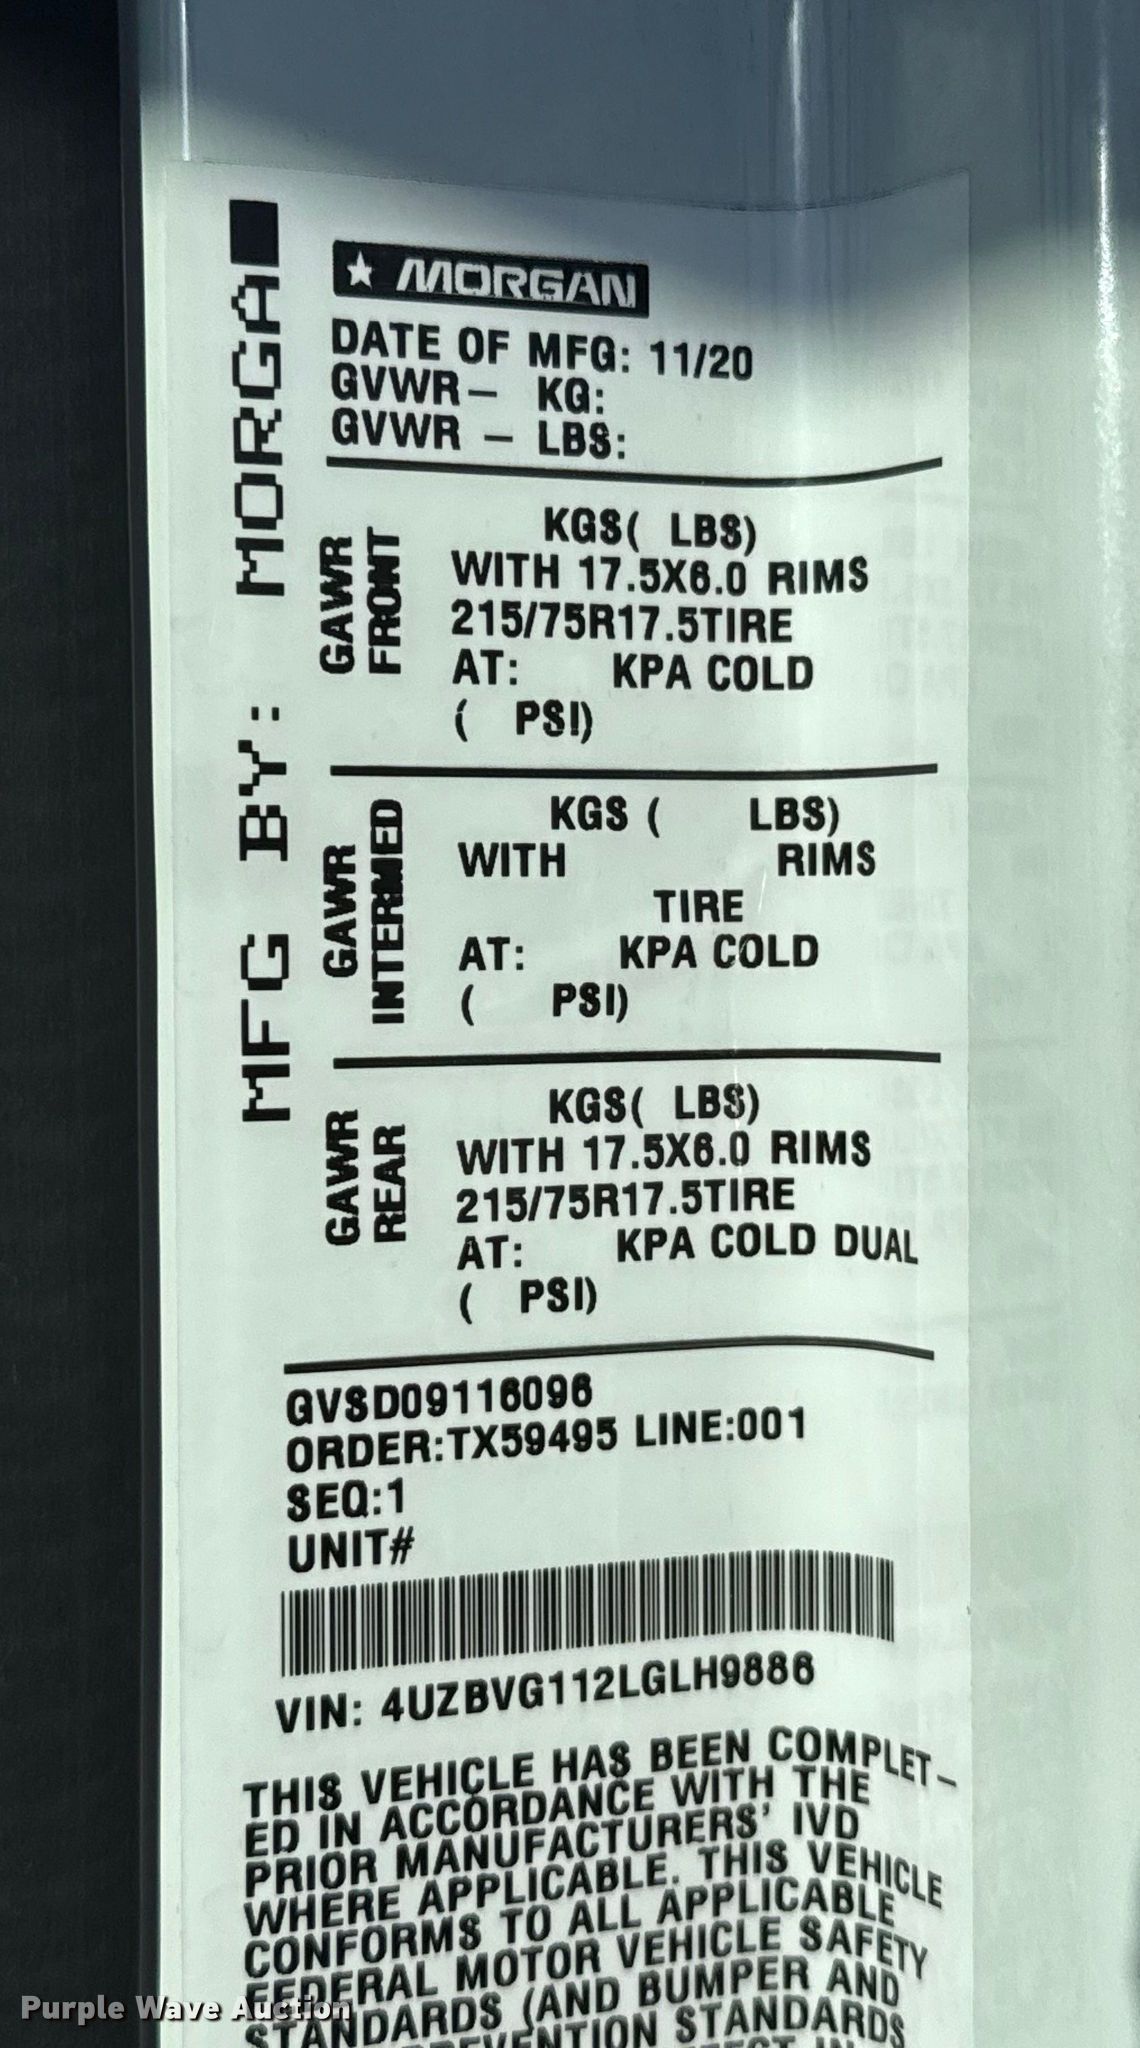 MFG BY: MORGA
MORGAN
DATE OF MFG: 11/20
GVWR— KG:
GVWR — LBS:
GAWR
FRONT
KGS( LBS)
WITH 17.5X6.0 RIMS
215/75R17.5TIRE
AT: KPA COLD
( PSI)
GAWR
INTERMED
KGS ( LBS)
WITH RIMS
TIRE
AT: KPA COLD
( PSI)
GAWR
REAR
KGS( LBS)
WITH 17.5X6.0 RIMS
215/75R17.5TIRE
AT: KPA COLD DUAL
( PSI)
GVSD09116096
ORDER:TX59495 LINE:001
SEQ:1
UNIT#
VIN: 4UZBVG112LGLH9886
THIS VEHICLE HAS BEEN COMPLET—
ED IN ACCORDANCE WITH THE
PRIOR MANUFACTURERS' IVD
WHERE APPLICABLE. THIS VEHICLE
CONFORMS TO ALL APPLICABLE
FEDERAL MOTOR VEHICLE SAFETY
STANDARDS (AND BUMPER AND
STANDARDS
Purple Wave Auction